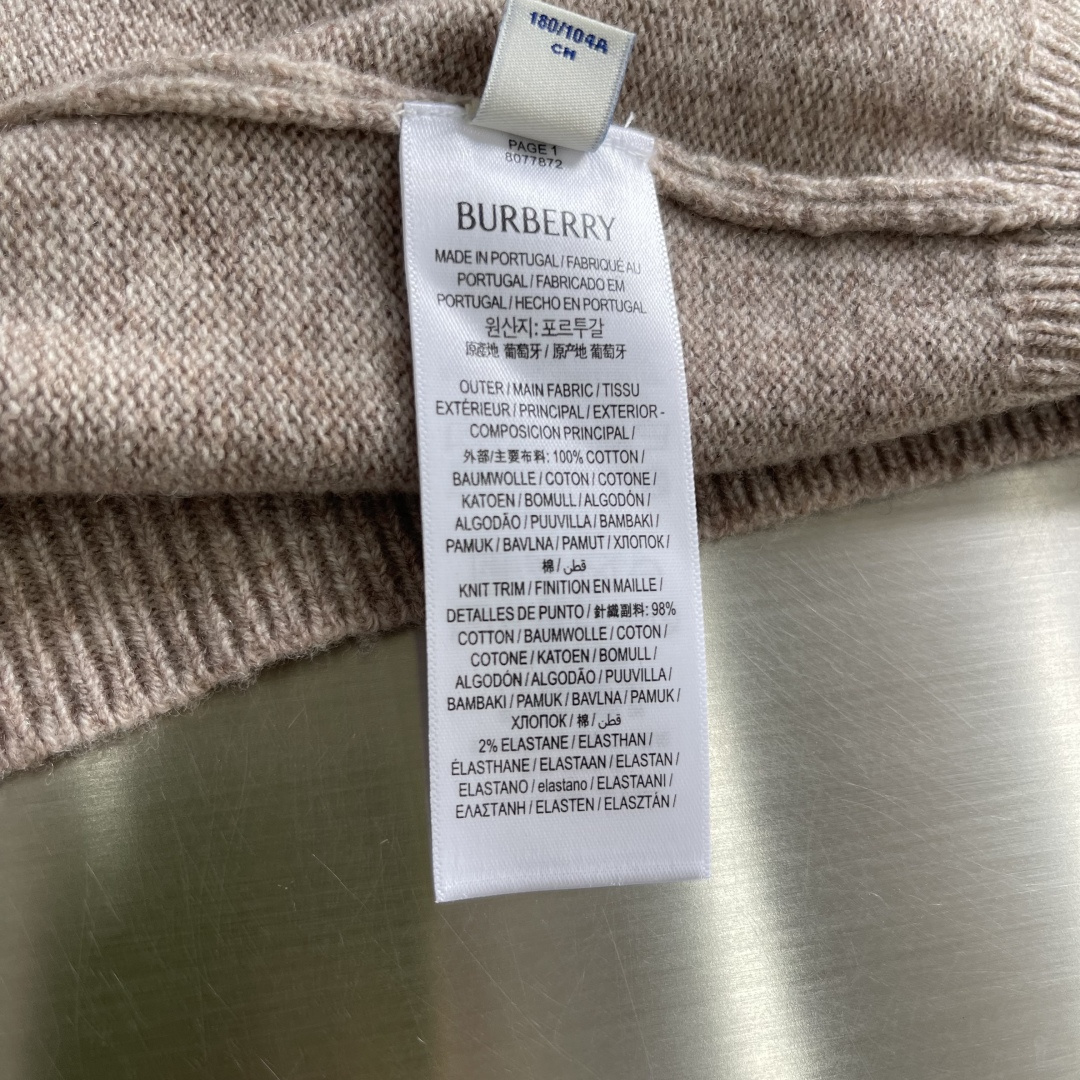 180/104A
CH
PAGE 1
8077872
BURBERRY
MADE IN PORTUGAL / FABRIQUÉ AU
PORTUGAL / FABRICADO EM
PORTUGAL / HECHO EN PORTUGAL
원산지: 포르투갈
原產地 葡萄牙 / 原产地 葡萄牙
OUTER / MAIN FABRIC / TISSU
EXTÉRIEUR / PRINCIPAL / EXTERIOR -
COMPOSICION PRINCIPAL /
外部/主要布料: 100% COTTON /
BAUMWOLLE / COTON / COTONE /
KATOEN / BOMULL / ALGODÓN /
ALGODÃO / PUUVILLA / BAMBAKI /
PAMUK / BAVLNA / PAMUT / ХЛОПОК /
棉 / قطن /
KNIT TRIM / FINITION EN MAILLE /
DETALLES DE PUNTO / 針織副料: 98%
COTTON / BAUMWOLLE / COTON /
COTONE / KATOEN / BOMULL /
ALGODÓN / ALGODÃO / PUUVILLA /
BAMBAKI / PAMUK / BAVLNA / PAMUK /
ХЛОПОК / 棉 / قطن /
2% ELASTANE / ELASTHAN /
ÉLASTHANE / ELASTAAN / ELASTAN /
ELASTANO / elastano / ELASTAANI /
ΕΛΑΣΤΑΝΗ / ELASTEN / ELASZTÁN /